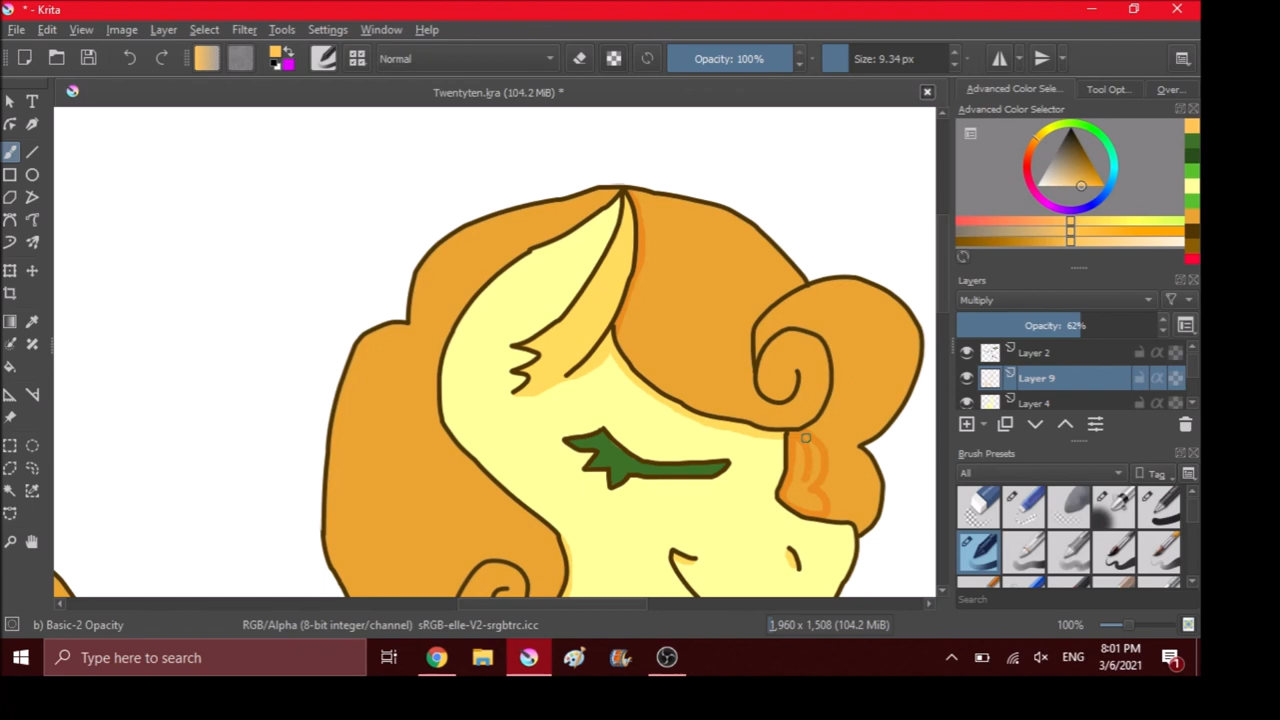 * - Krita
File Edit View Image Layer Select Filter Tools Settings Window Help
Normal Opacity: 100% Size: 9.34 px
Twentyten.kra (104.2 MiB) *
Advanced Color Sele... Tool Opt... Over...
Advanced Color Selector
Layers
Multiply
Opacity: 62%
Layer 2
Layer 9
Layer 4
Brush Presets
All Tag
Search
b) Basic-2 Opacity RGB/Alpha (8-bit integer/channel) sRGB-elle-V2-srgbtrc.icc 1,960 x 1,508 (104.2 MiB) 100%
Type here to search ENG 8:01 PM
3/6/2021 1